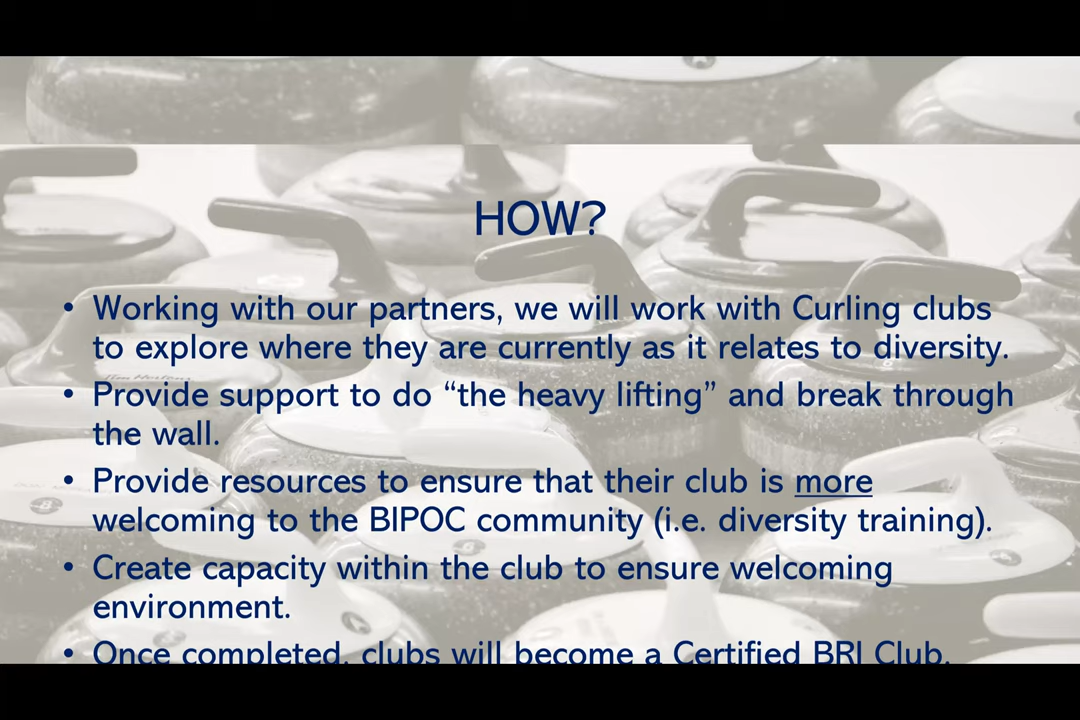 HOW?
• Working with our partners, we will work with Curling clubs
to explore where they are currently as it relates to diversity.
• Provide support to do “the heavy lifting” and break through
the wall.
• Provide resources to ensure that their club is more
welcoming to the BIPOC community (i.e. diversity training).
• Create capacity within the club to ensure welcoming
environment.
• Once completed, clubs will become a Certified BRI Club.